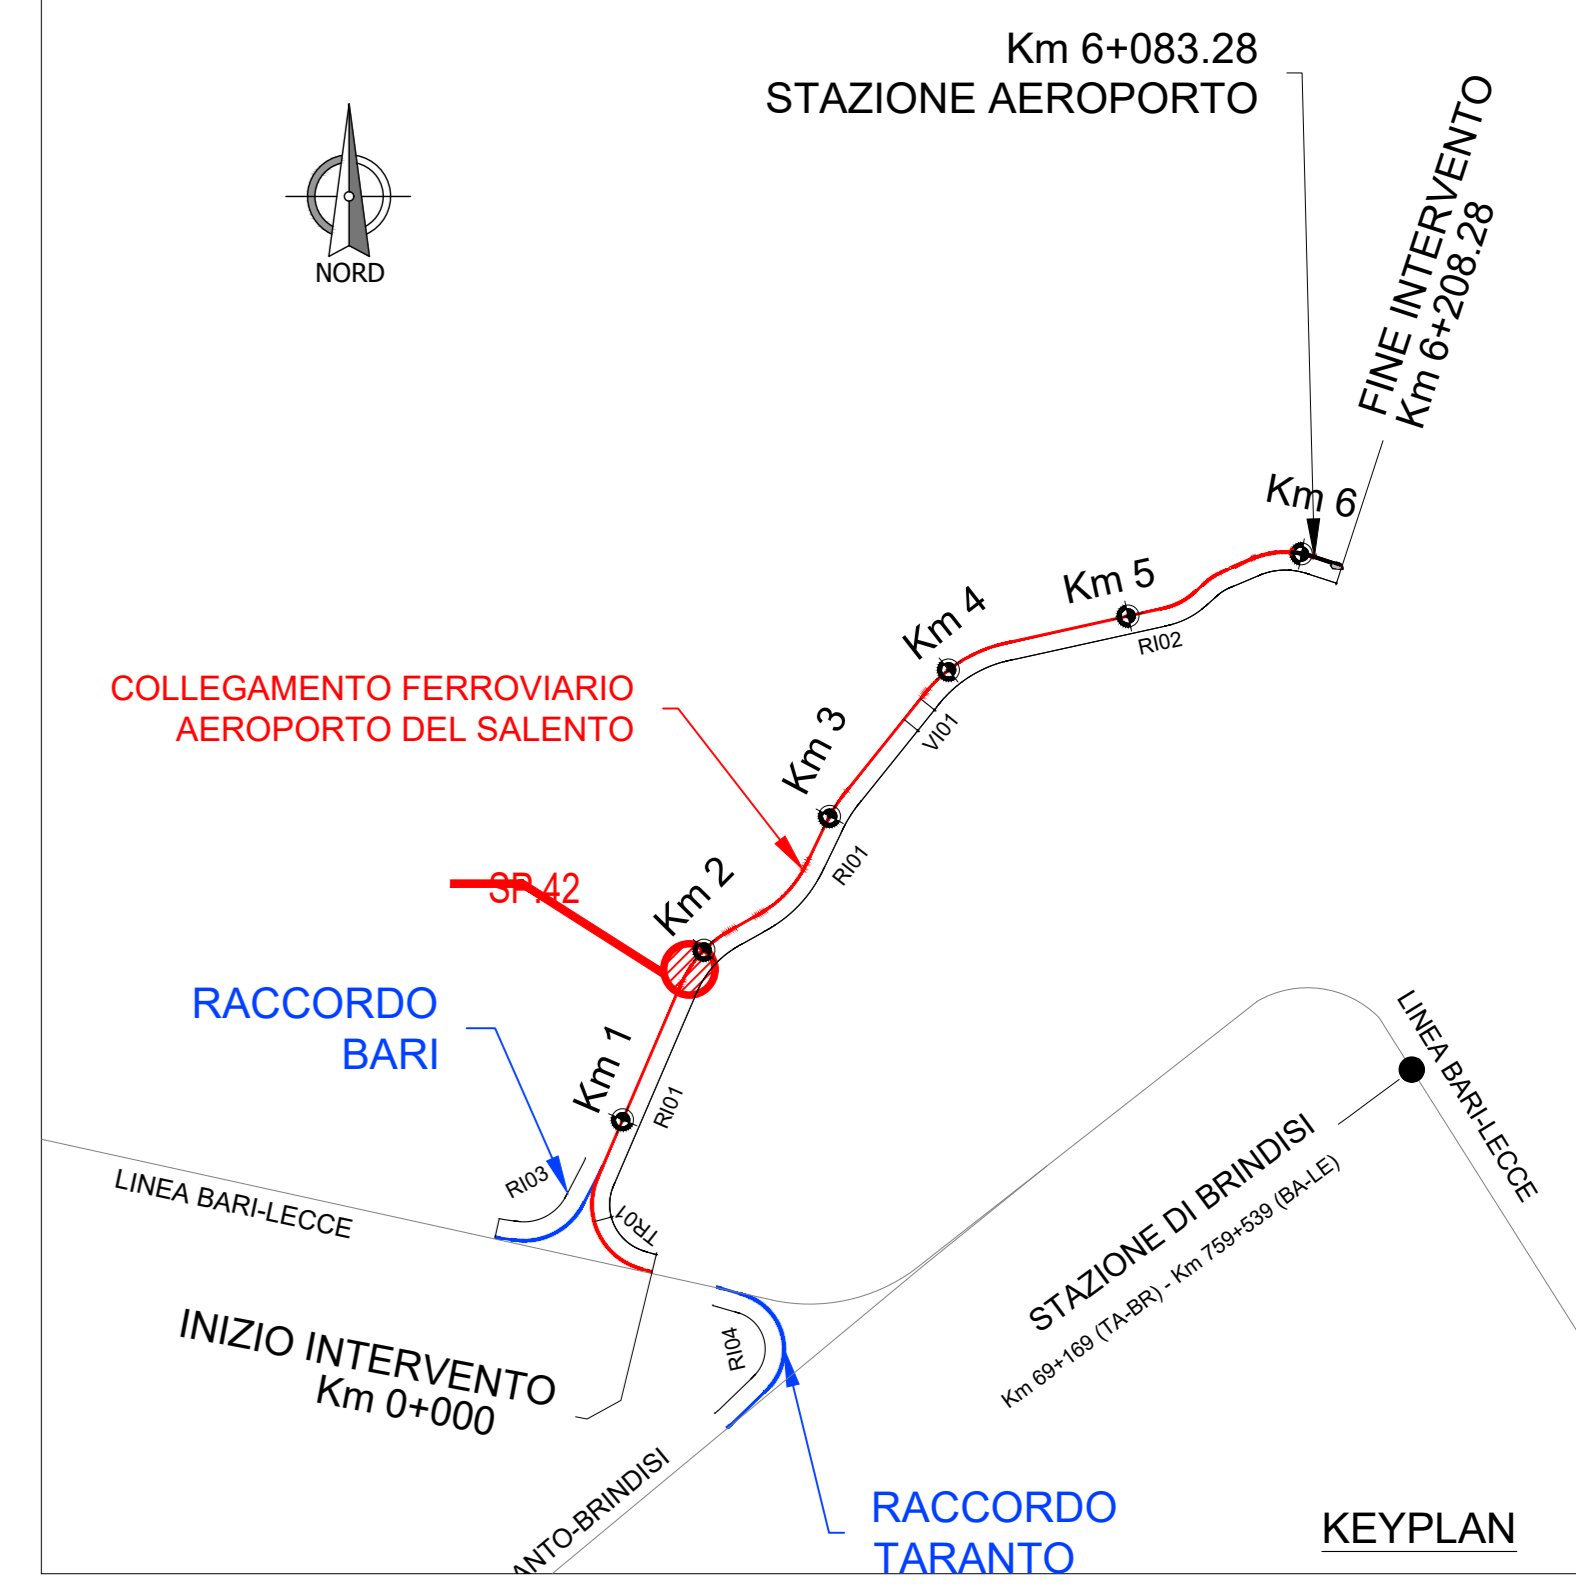 Km 6+083.28
STAZIONE AEROPORTO
FINE INTERVENTO
Km 6+208.28
NORD
Km 6
Km 5
RI02
Km 4
VI01
COLLEGAMENTO FERROVIARIO
AEROPORTO DEL SALENTO
Km 3
RI01
SP.42
Km 2
RACCORDO
BARI
Km 1
RI01
LINEA BARI-LECCE
RI03
TR01
LINEA BARI-LECCE
STAZIONE DI BRINDISI
Km 69+169 (TA-BR) - Km 759+539 (BA-LE)
INIZIO INTERVENTO
Km 0+000
RI04
ANTO-BRINDISI
RACCORDO
TARANTO
KEYPLAN